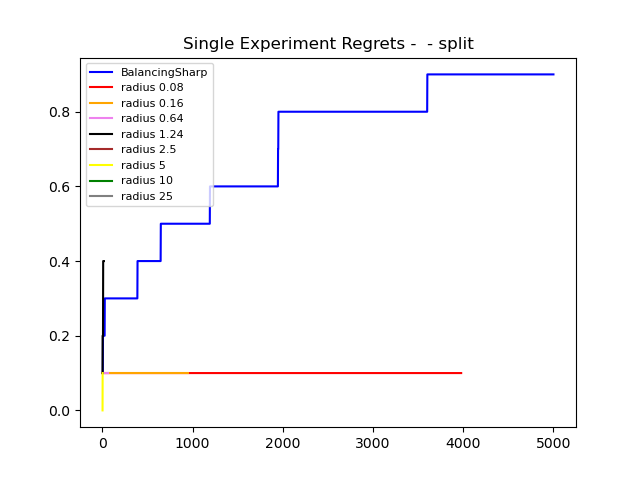 Single Experiment Regrets -  - split
BalancingSharp
radius 0.08
radius 0.16
radius 0.64
radius 1.24
radius 2.5
radius 5
radius 10
radius 25
0.8
0.6
0.4
0.2
0.0
0 1000 2000 3000 4000 5000